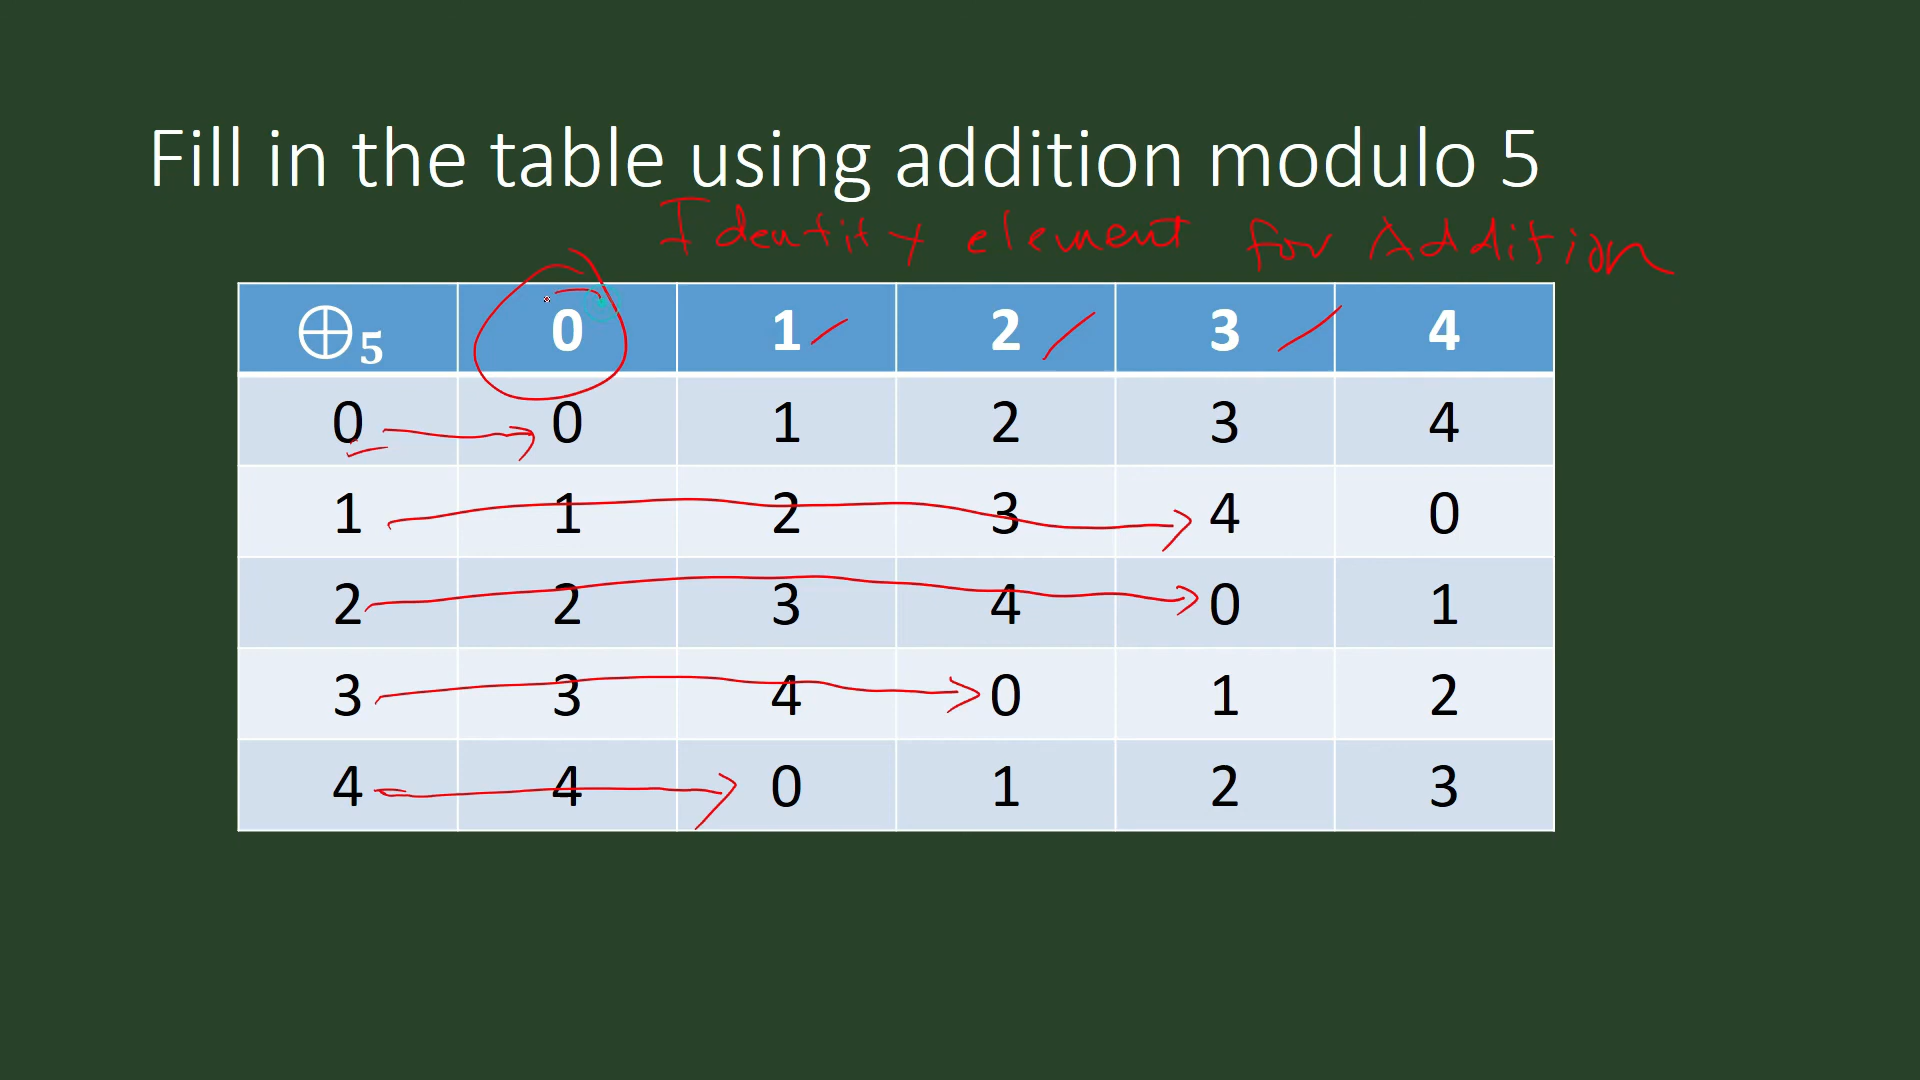 Fill in the table using addition modulo 5
Identity element for Addition
⊕₅ 0 1 2 3 4
0 0 1 2 3 4
1 1 2 3 4 0
2 2 3 4 0 1
3 3 4 0 1 2
4 4 0 1 2 3